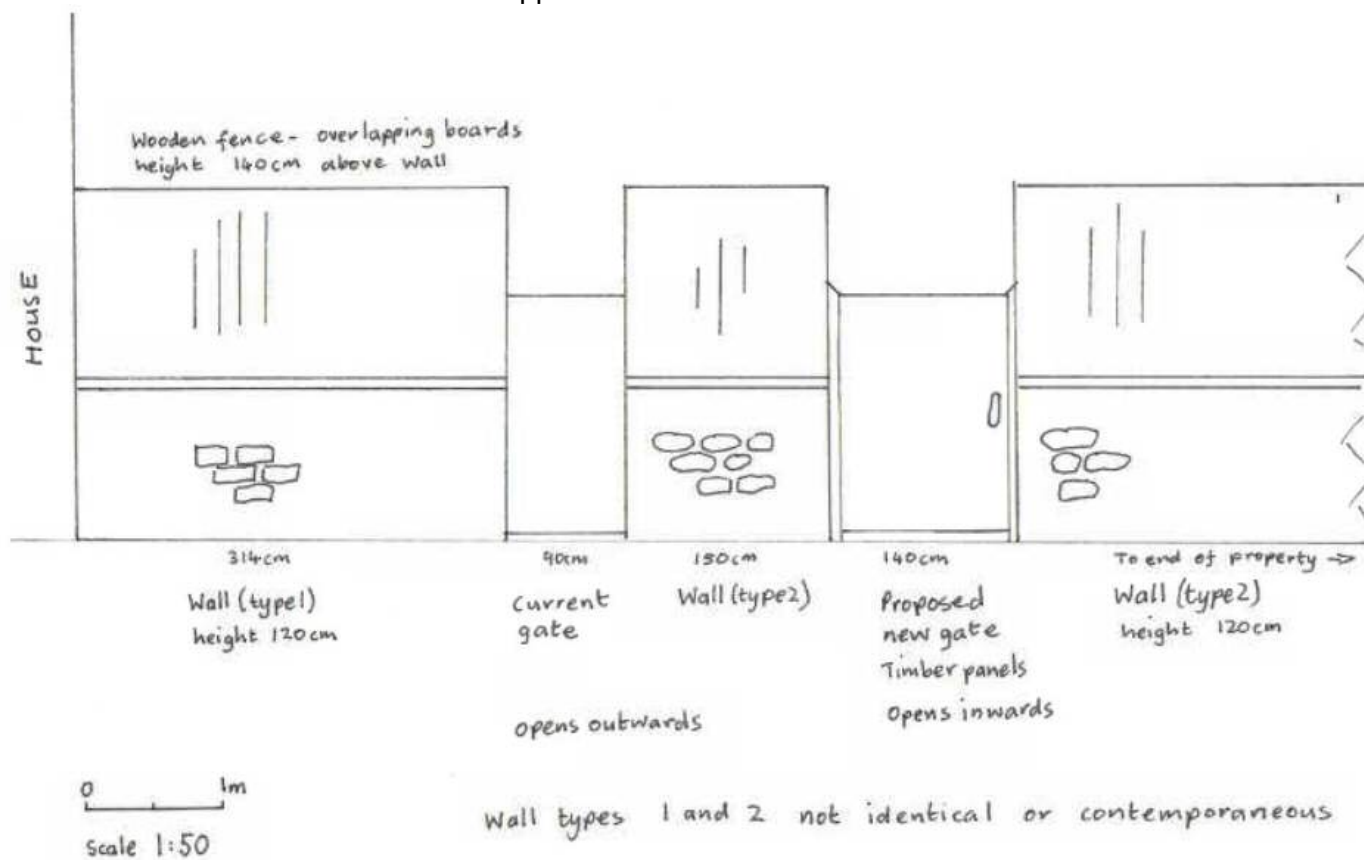 Wooden fence - overlapping boards
height 140cm above wall
HOUSE
314cm
90cm
150cm
140cm
To end of property →
Wall (type1)
height 120cm
Current
gate
Wall (type2)
Proposed
new gate
Timber panels
Opens inwards
Wall (type2)
height 120cm
opens outwards
0 1m
Scale 1:50
Wall types 1 and 2 not identical or contemporaneous